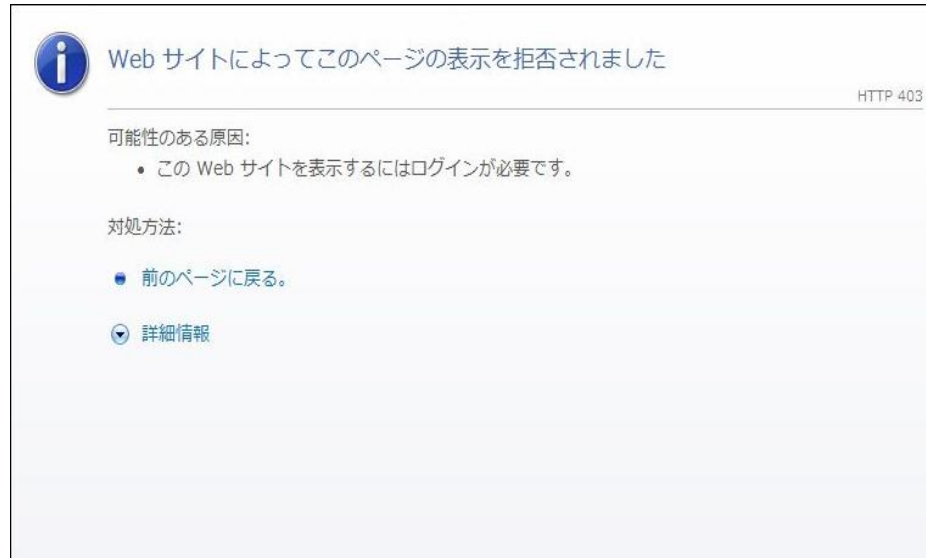 Web サイトによってこのページの表示を拒否されました
HTTP 403
可能性のある原因:
• この Web サイトを表示するにはログインが必要です。
対処方法:
前のページに戻る。
詳細情報